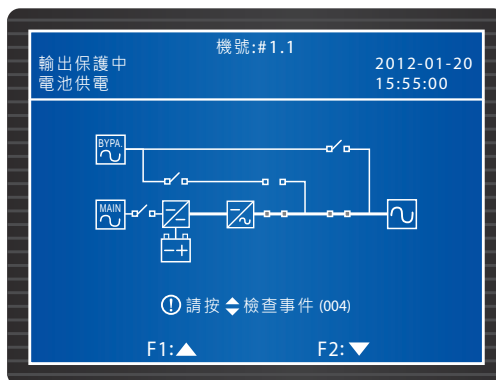 機號:#1.1
輸出保護中
電池供電
2012-01-20
15:55:00
BYPA.
MAIN
請按 檢查事件 (004)
F1:▲ F2:▼